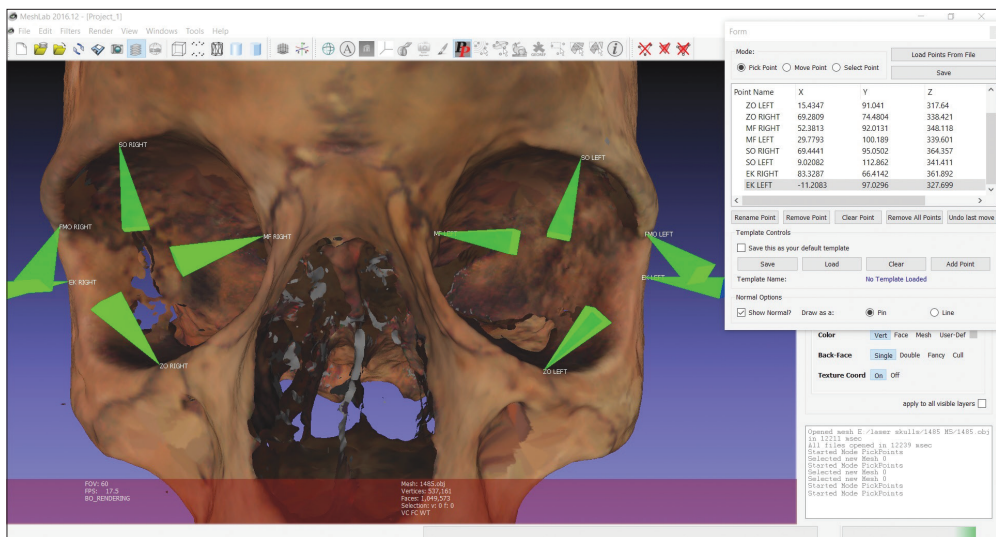 MeshLab 2016.12 - [Project_1]
File Edit Filters Render View Windows Tools Help
Form
Mode:
Pick Point Move Point Select Point
Load Points From File
Save
Point Name X Y Z
ZO LEFT 15.4347 91.041 317.64
ZO RIGHT 69.2809 74.4804 338.421
MF RIGHT 52.3813 92.0131 348.118
MF LEFT 29.7793 100.189 339.601
SO RIGHT 69.4441 95.0502 364.357
SO LEFT 9.02082 112.862 341.411
EK RIGHT 83.3287 66.4142 361.892
EK LEFT -11.2083 97.0296 327.699
Rename Point Remove Point Clear Point Remove All Points Undo last move
Template Controls
Save this as your default template
Save Load Clear Add Point
Template Name: No Template Loaded
Normal Options
Show Normal? Draw as a: Pin Line
Color Vert Face Mesh User-Def
Back-Face Single Double Fancy Cull
Texture Coord On Off
apply to all visible layers
Opened mesh E:/laser skulls/1485 M5/1485.obj
in 12211 msec
All files opened in 12239 msec
Started Mode PickPoints
Selected new Mesh 0
Started Mode PickPoints
Selected new Mesh 0
Selected new Mesh 0
Started Mode PickPoints
Started Mode PickPoints
SO RIGHT
SO LEFT
FMO RIGHT
MF RIGHT
MF LEFT
FMO LEFT
EK RIGHT
EK LEFT
ZO RIGHT
ZO LEFT
FOV: 60
FPS: 17.5
BO_RENDERING
Mesh: 1485.obj
Vertices: 537,161
Faces: 1,049,573
Selection: v: 0 f: 0
VC FC WT